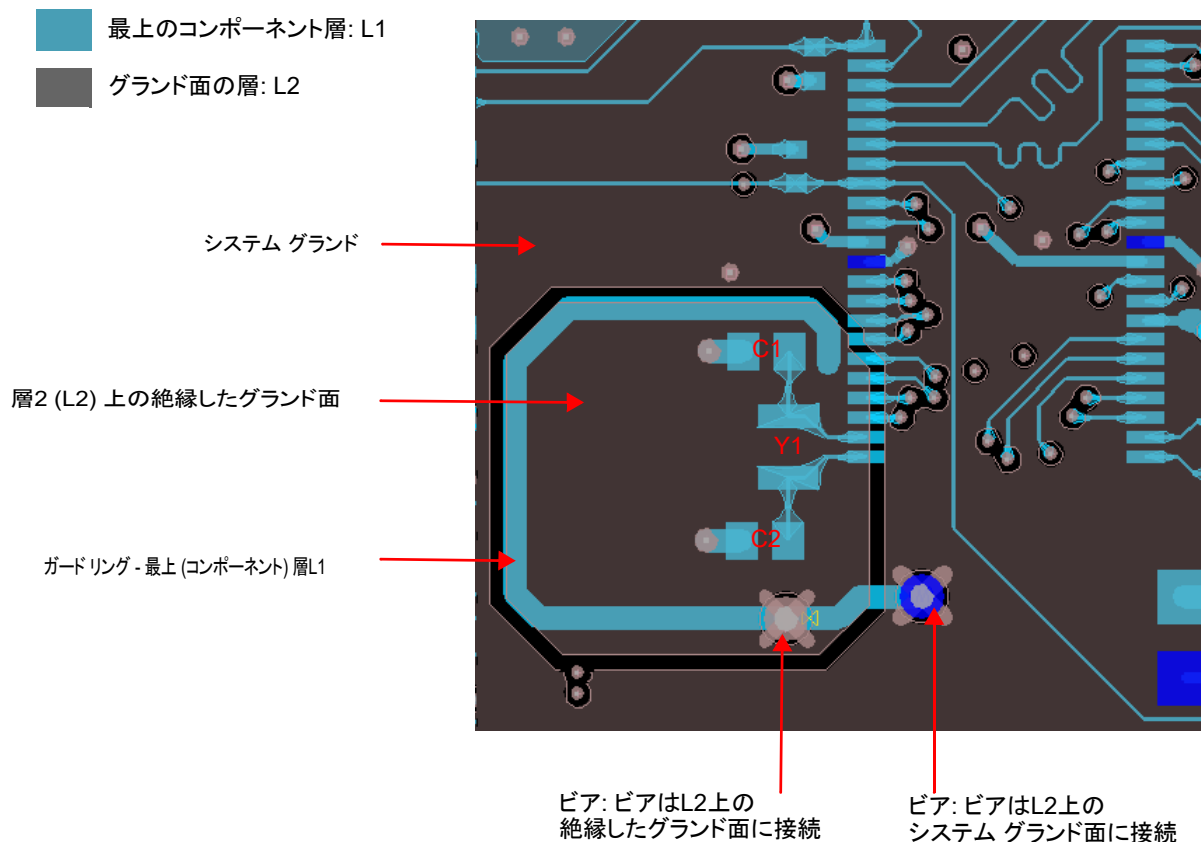 最上のコンポーネント層: L1
グランド面の層: L2
システム グランド
C1
層2 (L2) 上の絶縁したグランド面
Y1
C2
ガード リング - 最上 (コンポーネント) 層L1
ビア: ビアはL2上の
絶縁したグランド面に接続
ビア: ビアはL2上の
システム グランド面に接続